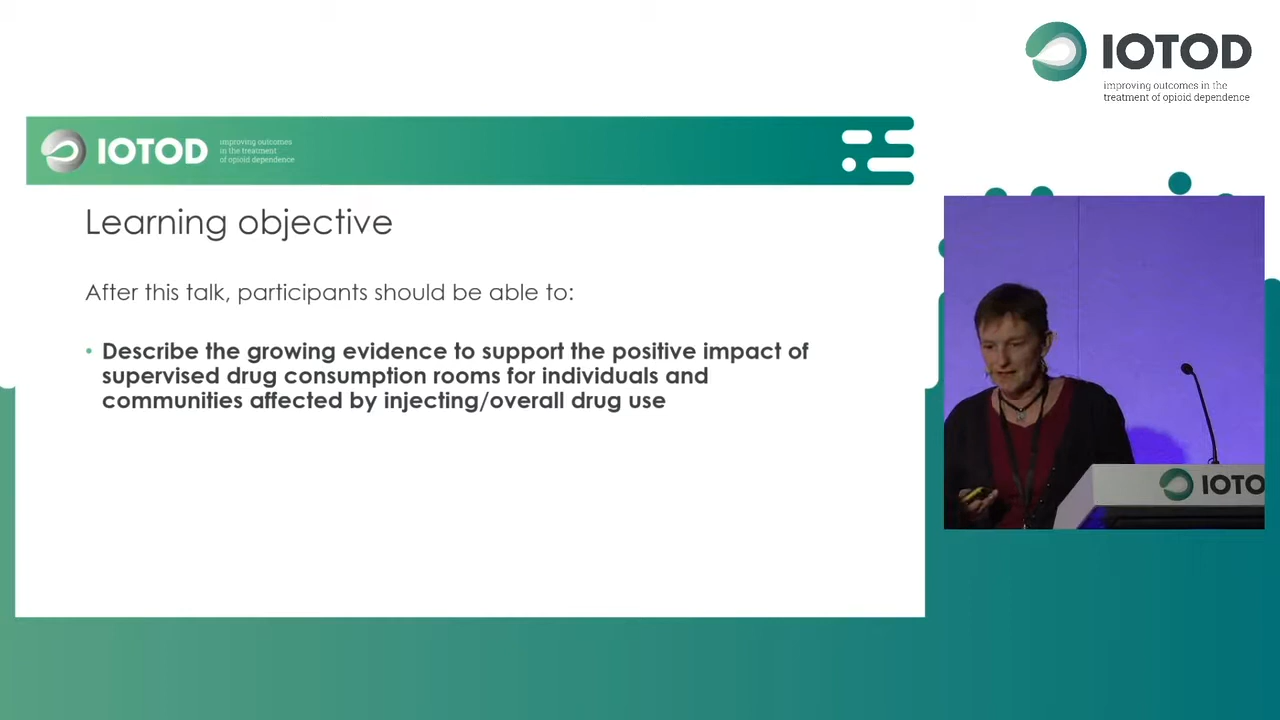 IOTOD
improving outcomes in the
treatment of opioid dependence
IOTOD
improving outcomes
in the treatment
of opioid dependence
Learning objective
After this talk, participants should be able to:
• Describe the growing evidence to support the positive impact of
supervised drug consumption rooms for individuals and
communities affected by injecting/overall drug use
IOTO